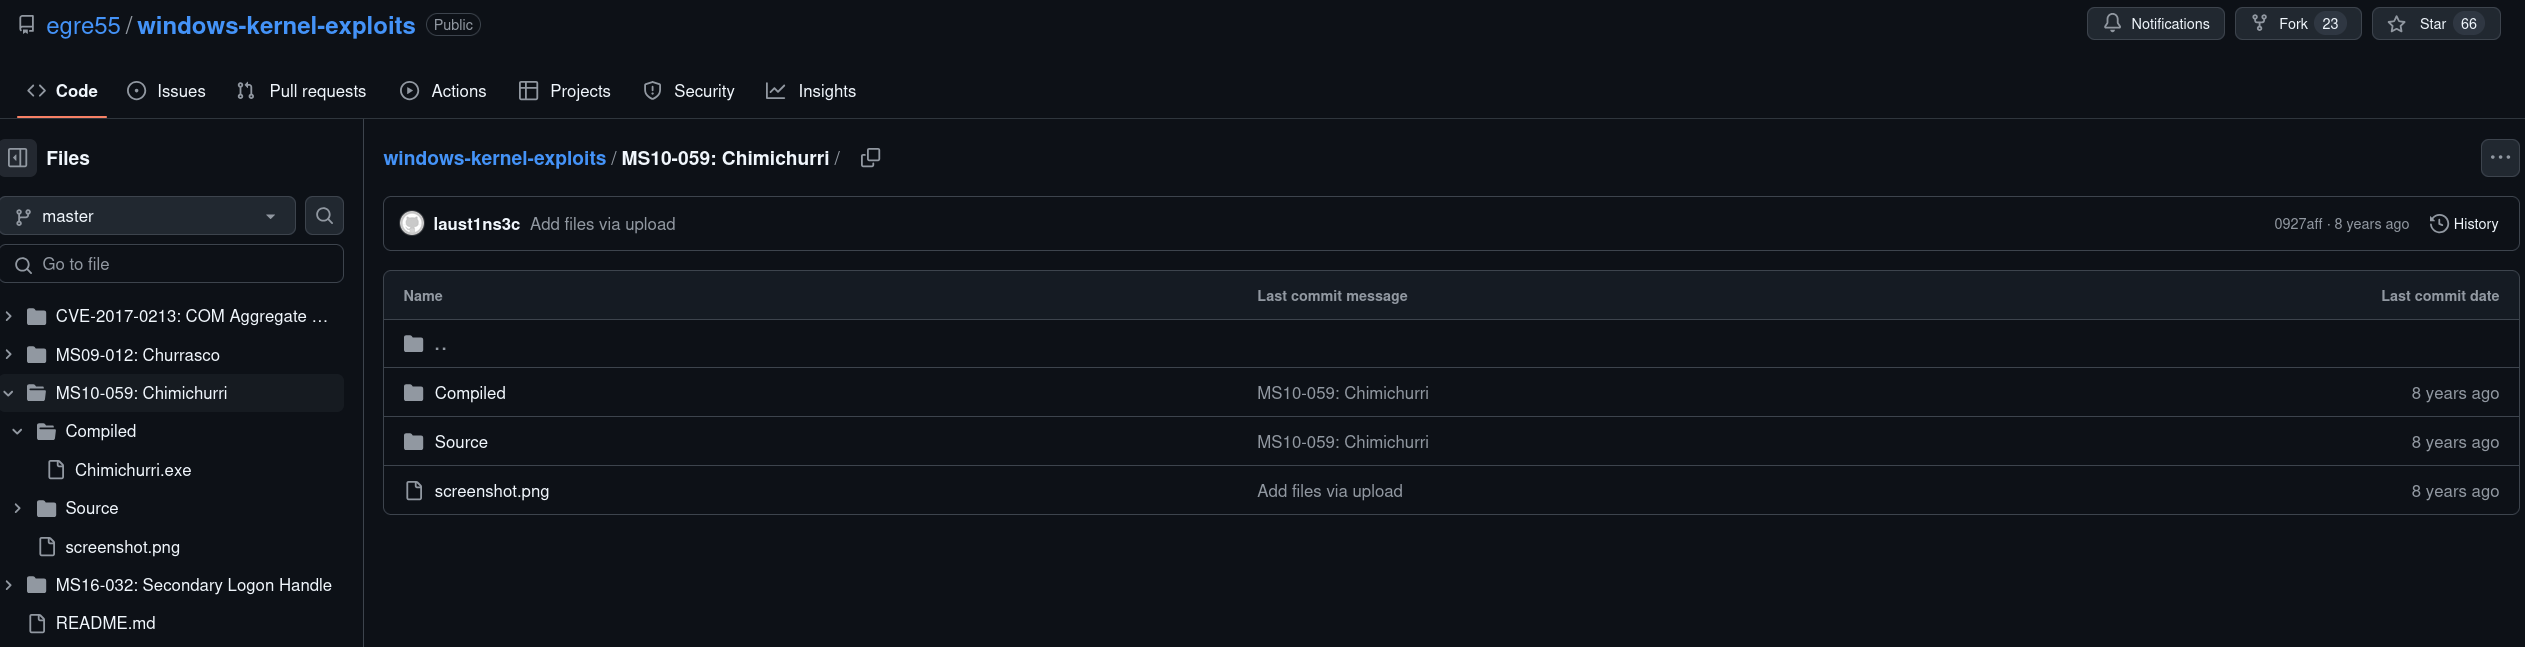 egre55 / windows-kernel-exploits Public
Notifications Fork 23 Star 66
Code Issues Pull requests Actions Projects Security Insights
Files
master
Go to file
CVE-2017-0213: COM Aggregate ...
MS09-012: Churrasco
MS10-059: Chimichurri
Compiled
Chimichurri.exe
Source
screenshot.png
MS16-032: Secondary Logon Handle
README.md
windows-kernel-exploits / MS10-059: Chimichurri /
laust1ns3c Add files via upload
0927aff · 8 years ago History
Name Last commit message Last commit date
..
Compiled MS10-059: Chimichurri 8 years ago
Source MS10-059: Chimichurri 8 years ago
screenshot.png Add files via upload 8 years ago